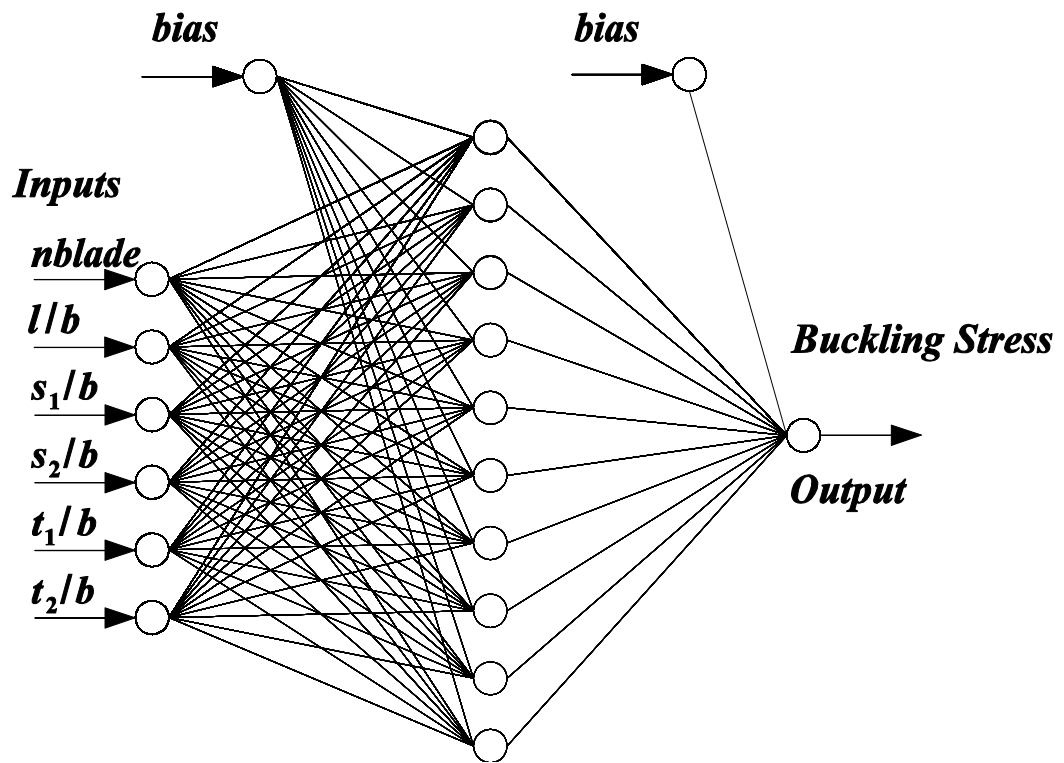 bias
bias
Inputs
nblade
l/b
s₁/b
s₂/b
t₁/b
t₂/b
Buckling Stress
Output